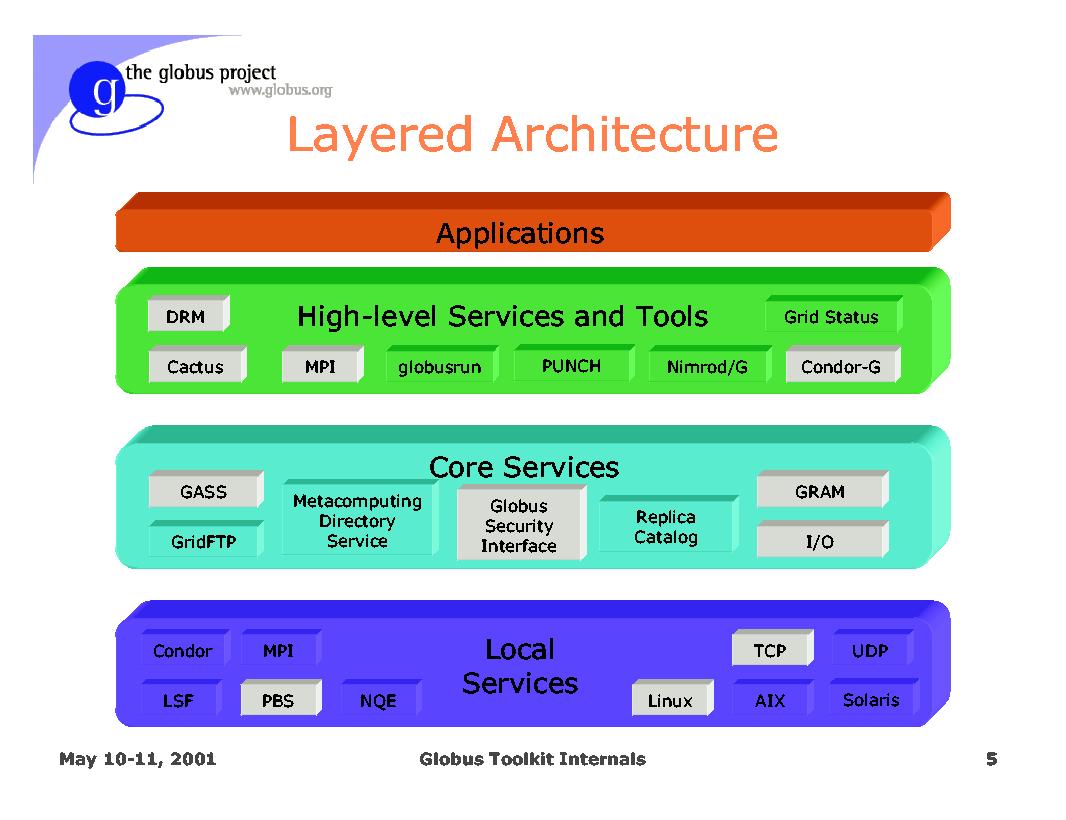 the globus project
www.globus.org
Layered Architecture
Applications
DRM
High-level Services and Tools
Grid Status
Cactus
MPI
globusrun
PUNCH
Nimrod/G
Condor-G
Core Services
GASS
Metacomputing
Directory
Service
Globus
Security
Interface
Replica
Catalog
GRAM
GridFTP
I/O
Condor
MPI
Local
Services
TCP
UDP
LSF
PBS
NQE
Linux
AIX
Solaris
May 10-11, 2001
Globus Toolkit Internals
5